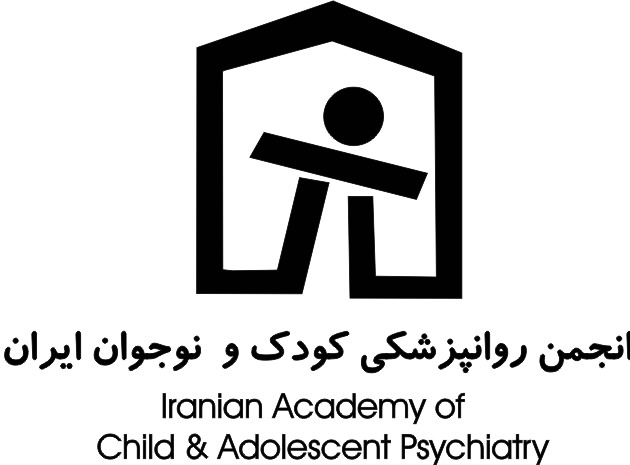 انجمن روانپزشکی کودک و نوجوان ایران
Iranian Academy of
Child & Adolescent Psychiatry